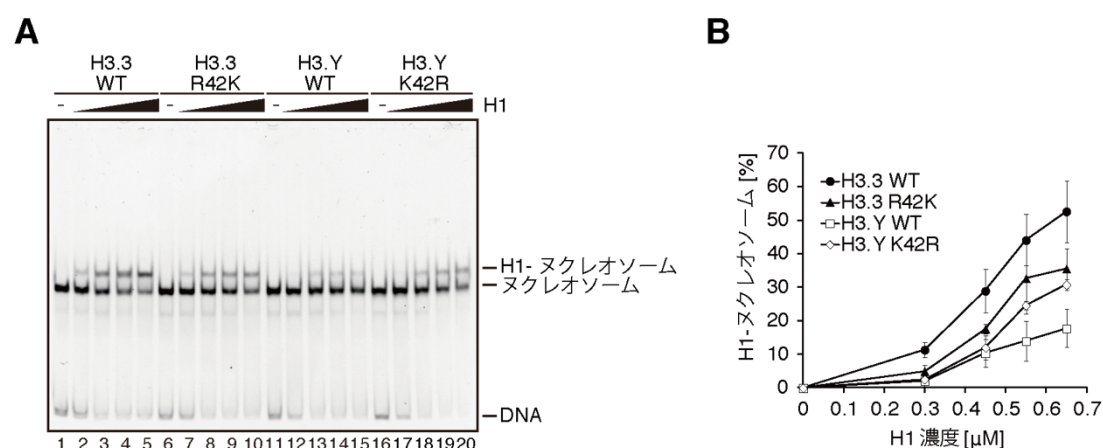 A
H3.3 H3.3 H3.Y H3.Y
WT R42K WT K42R
- - - - H1
H1- ヌクレオソーム
ヌクレオソーム
DNA
1 2 3 4 5 6 7 8 9 10 11 12 13 14 15 16 17 18 19 20
B
H1-ヌクレオソーム [%]
70
60
50
40
30
20
10
0
H3.3 WT
H3.3 R42K
H3.Y WT
H3.Y K42R
0 0.1 0.2 0.3 0.4 0.5 0.6 0.7
H1 濃度 [μM]